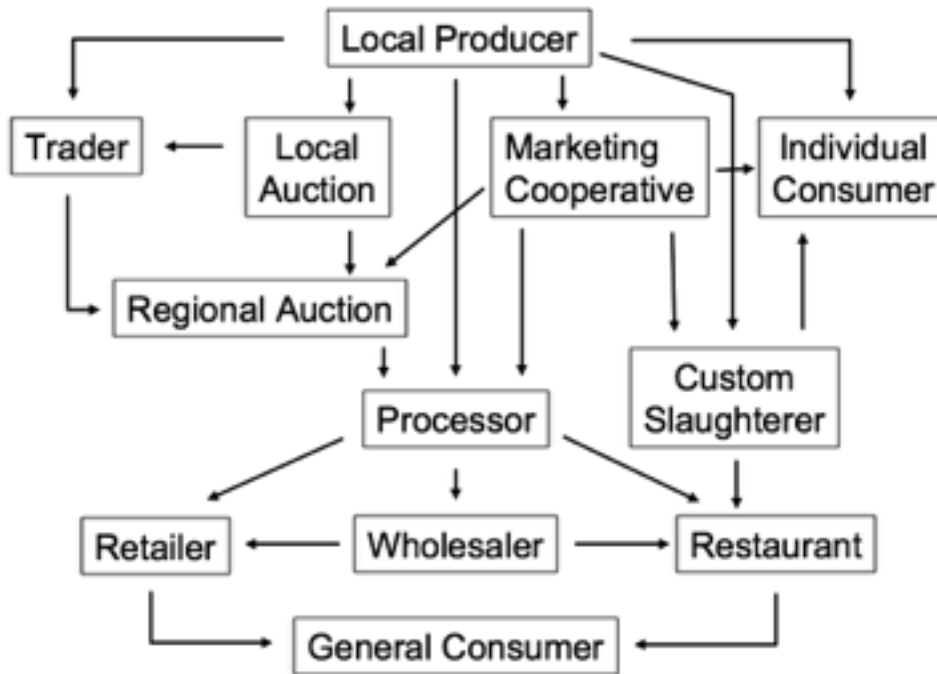 Local Producer
Trader
Local
Auction
Marketing
Cooperative
Individual
Consumer
Regional Auction
Custom
Slaughterer
Processor
Retailer
Wholesaler
Restaurant
General Consumer